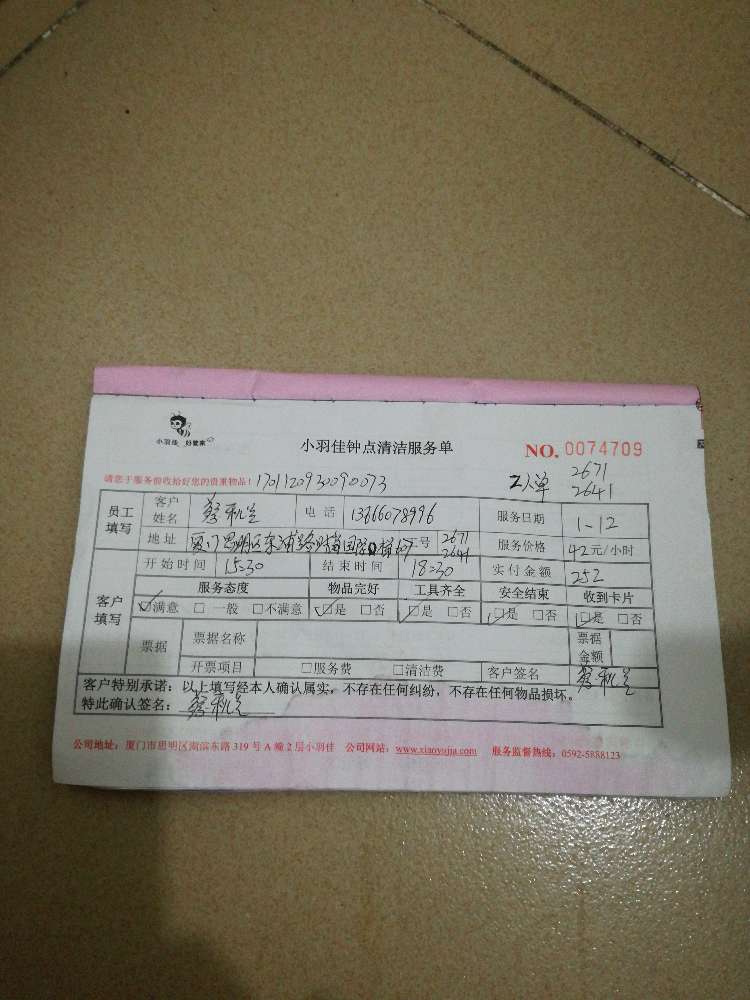 小羽佳 好管家
小羽佳钟点清洁服务单
NO. 0074709
请您于服务前收给好您的贵重物品！1701120930090073
2人单 2671
2641
员工填写 客户姓名 电话 13866078996 服务日期 1~12
地址 厦门思明区 工号 2671 2641 服务价格 42元/小时
开始时间 15:30 结束时间 18:30 实付金额 252
客户填写 服务态度 物品完好 工具齐全 安全结束 收到卡片
☑满意 □一般 □不满意 ☑是 □否 ☑是 □否 ☑是 □否 ☑是 □否
票据 票据名称 票据金额
开票项目 □服务费 □清洁费 客户签名
客户特别承诺：以上填写经本人确认属实，不存在任何纠纷，不存在任何物品损坏。
特此确认签名：
公司地址：厦门市思明区湖滨东路319号A幢2层小羽佳 公司网站：www.xiaoyujia.com 服务监督热线：0592-5888123